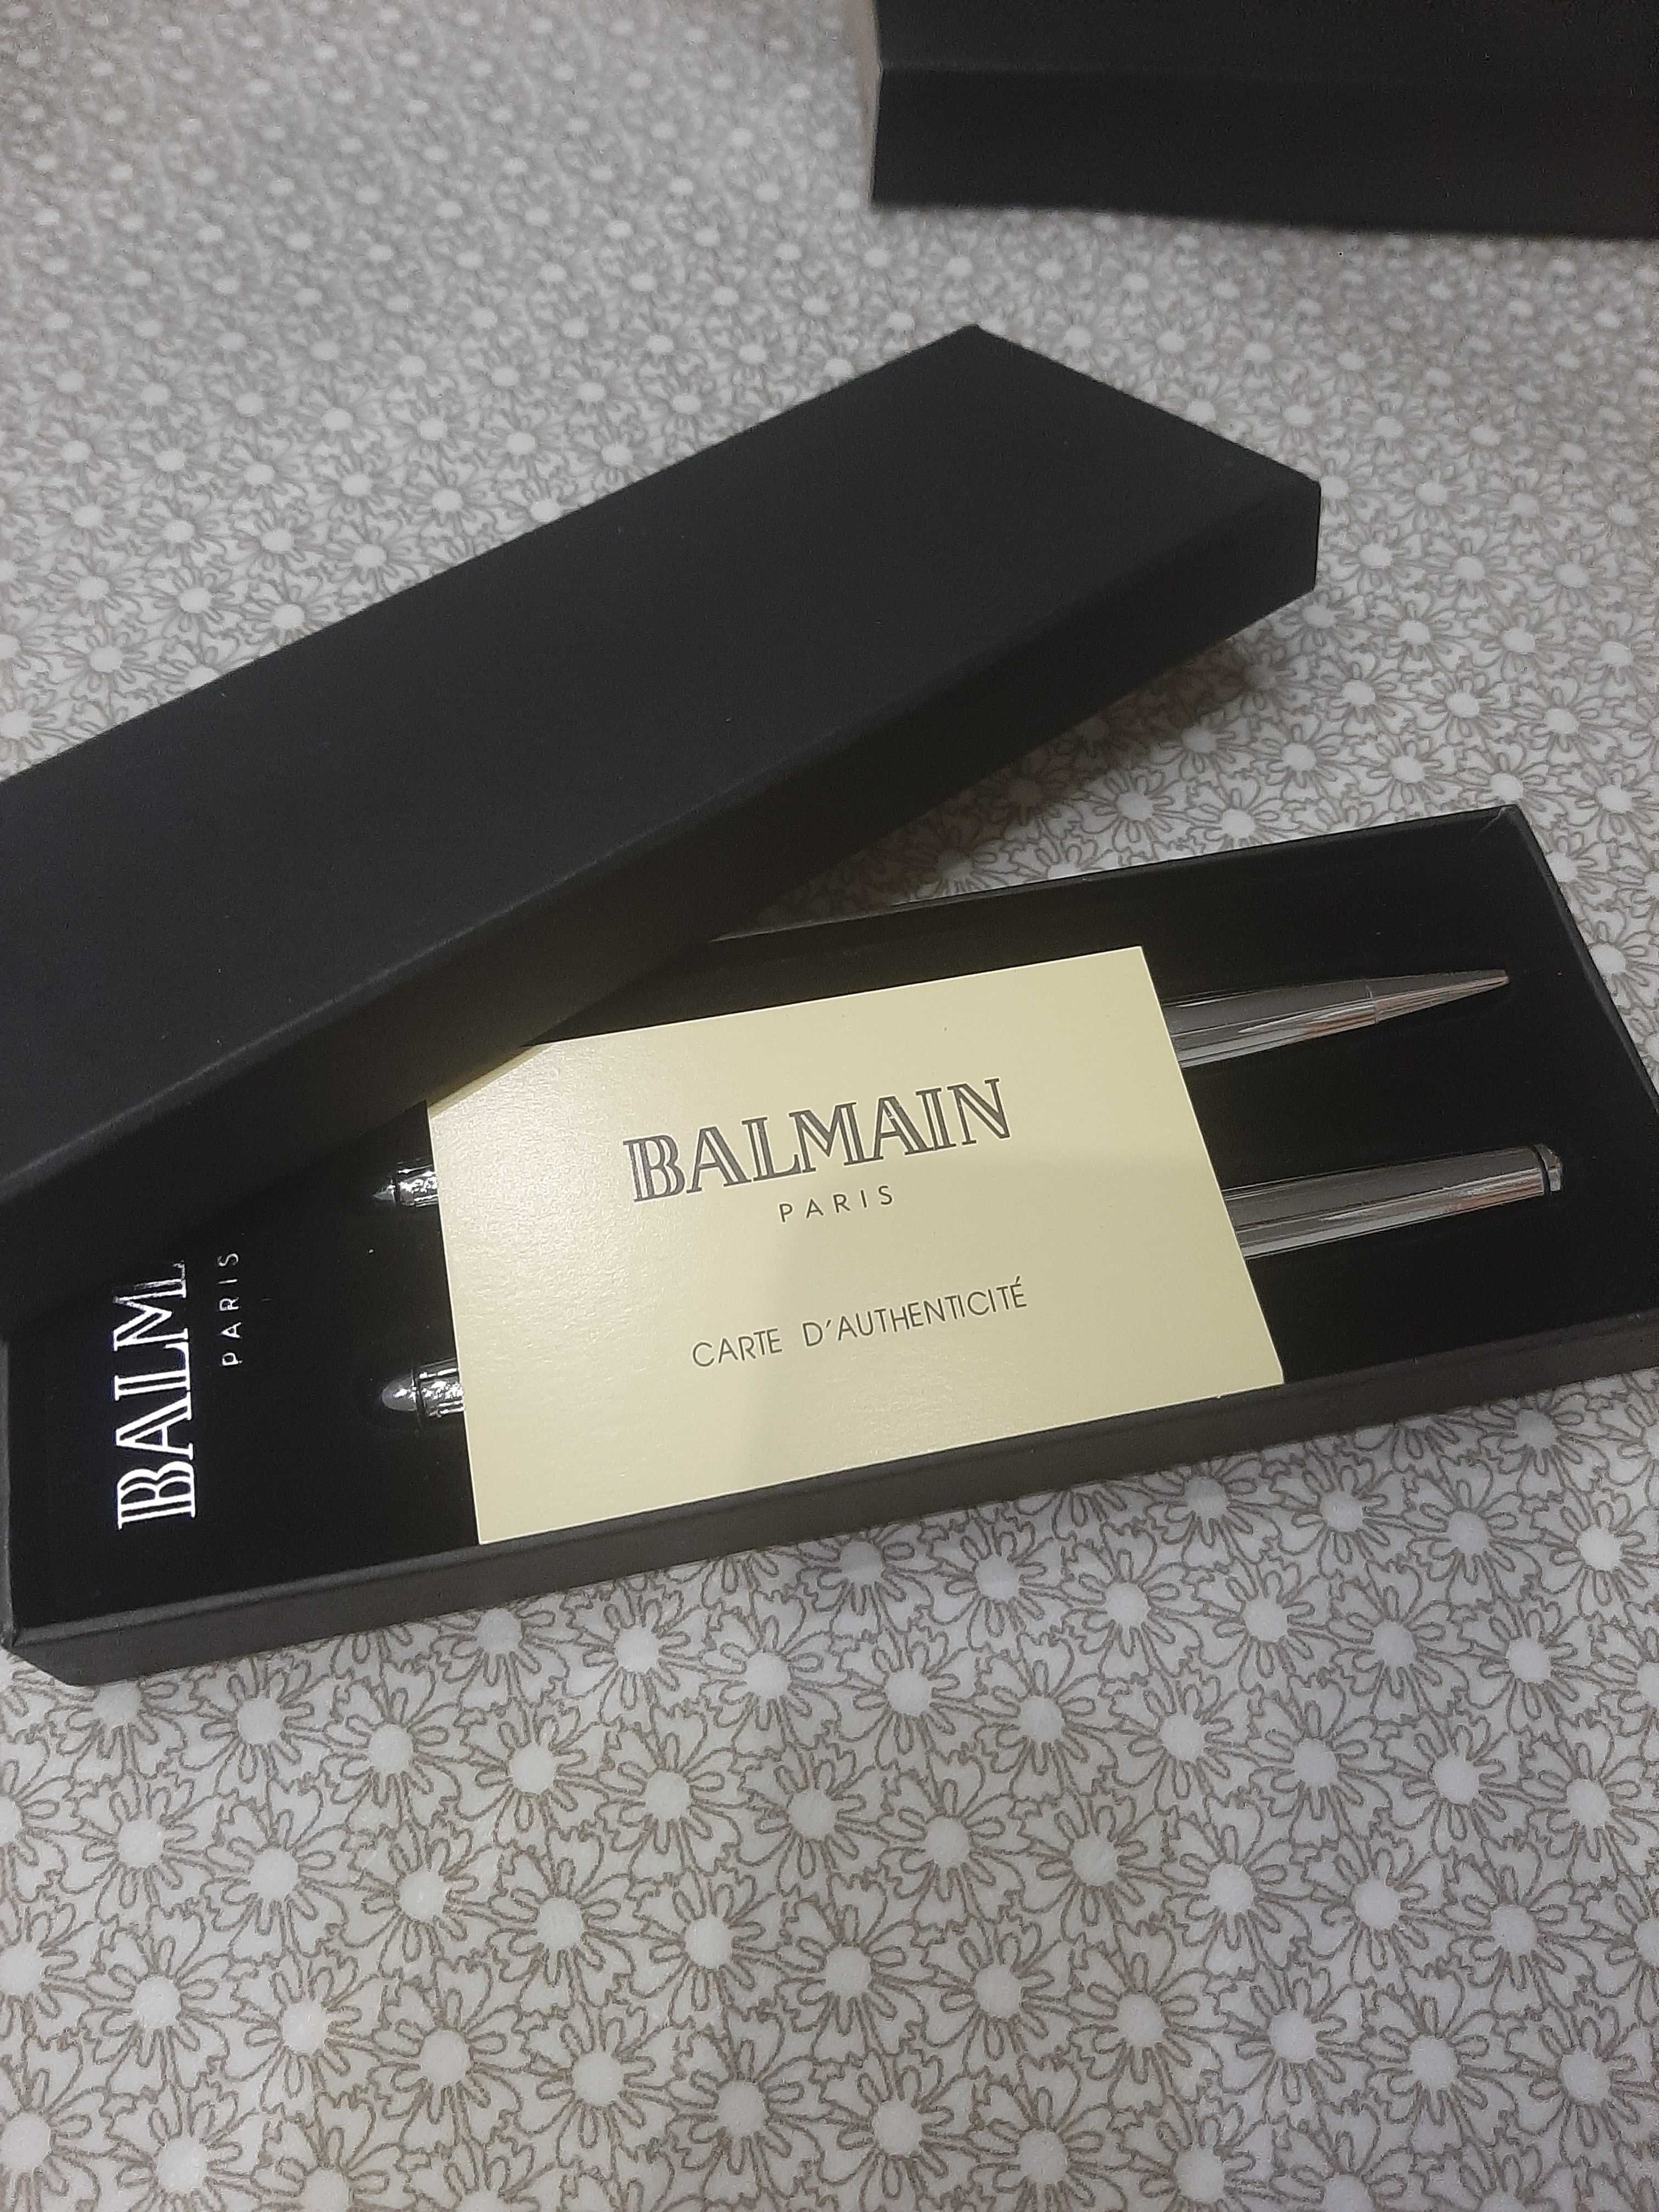 BALMAIN
PARIS
CARTE D'AUTHENTICITÉ
BALM
PARIS